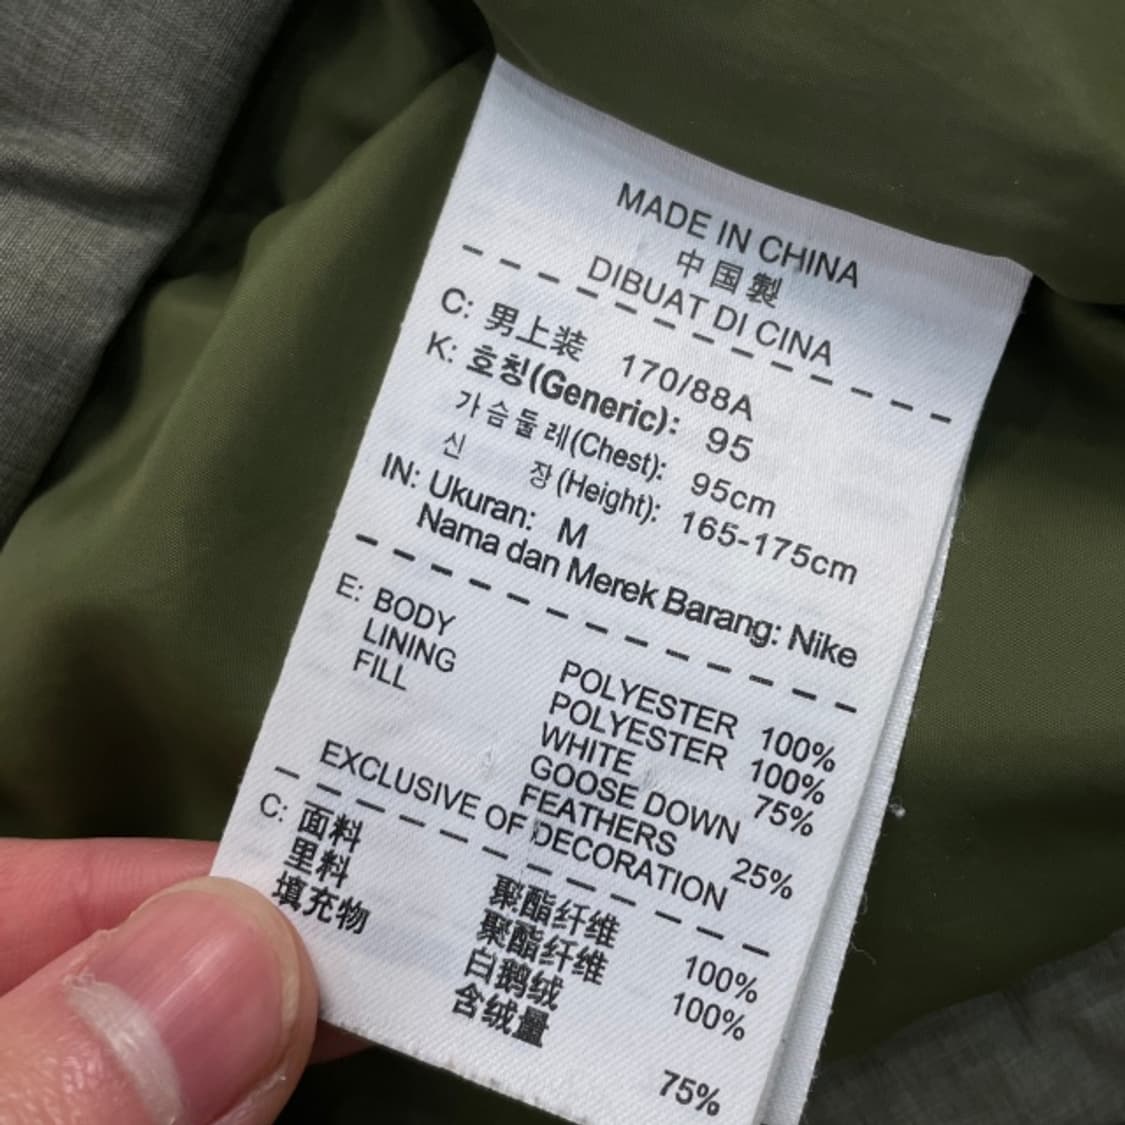 MADE IN CHINA
中国製
DIBUAT DI CINA
C: 男上装 170/88A
K: 호칭(Generic): 95
가슴둘레(Chest): 95cm
신 장(Height): 165-175cm
IN: Ukuran: M
Nama dan Merek Barang: Nike
E: BODY POLYESTER 100%
LINING POLYESTER 100%
FILL WHITE 75%
GOOSE DOWN
FEATHERS 25%
EXCLUSIVE OF DECORATION
C: 面料 聚酯纤维 100%
里料 聚酯纤维 100%
填充物 白鹅绒
含绒量 75%